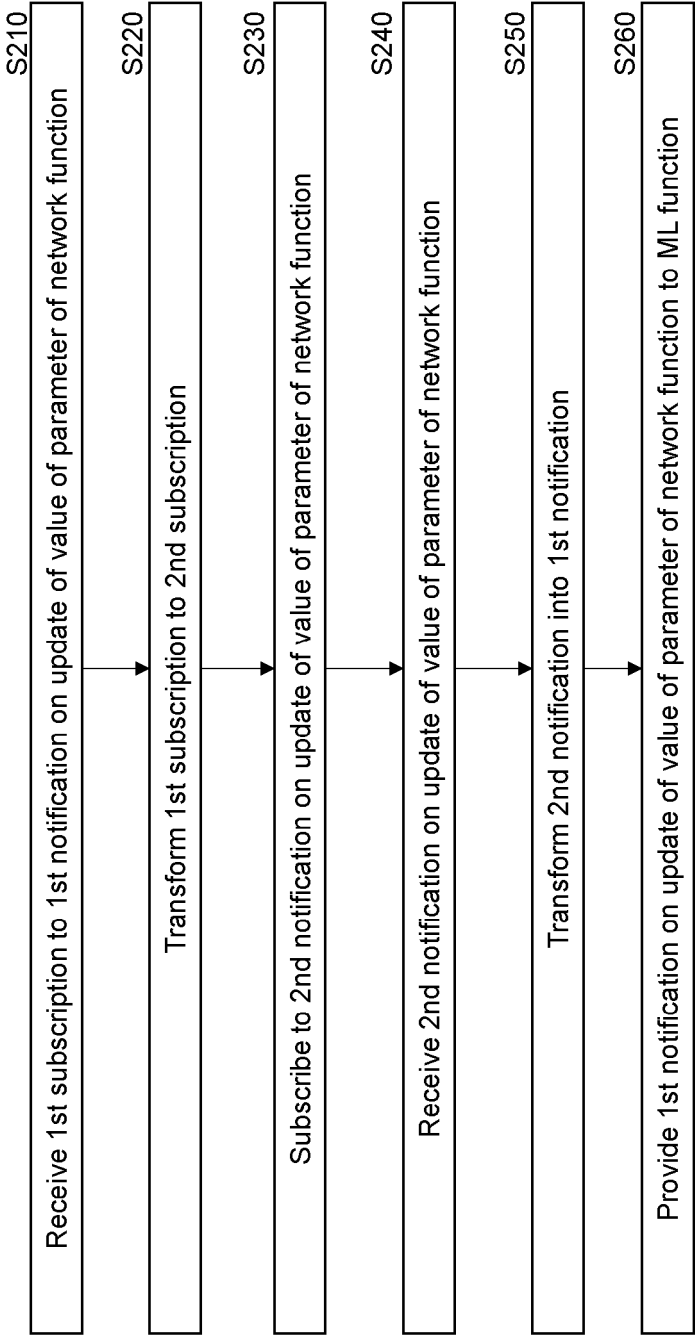 S210
Receive 1st subscription to 1st notification on update of value of parameter of network function
S220
Transform 1st subscription to 2nd subscription
S230
Subscribe to 2nd notification on update of value of parameter of network function
S240
Receive 2nd notification on update of value of parameter of network function
S250
Transform 2nd notification into 1st notification
S260
Provide 1st notification on update of value of parameter of network function to ML function